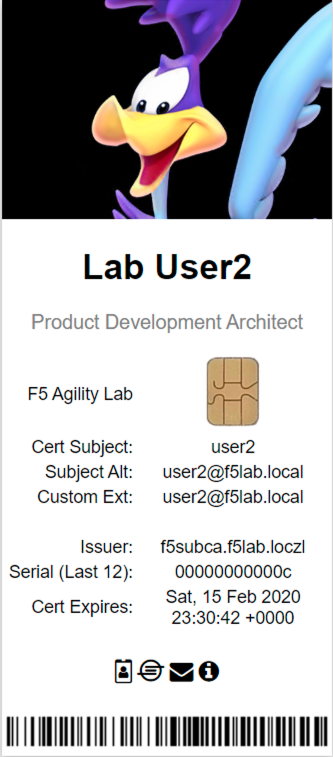 Lab User2
Product Development Architect
F5 Agility Lab
Cert Subject: user2
Subject Alt: user2@f5lab.local
Custom Ext: user2@f5lab.local
Issuer: f5subca.f5lab.loczl
Serial (Last 12): 00000000000c
Cert Expires: Sat, 15 Feb 2020
23:30:42 +0000